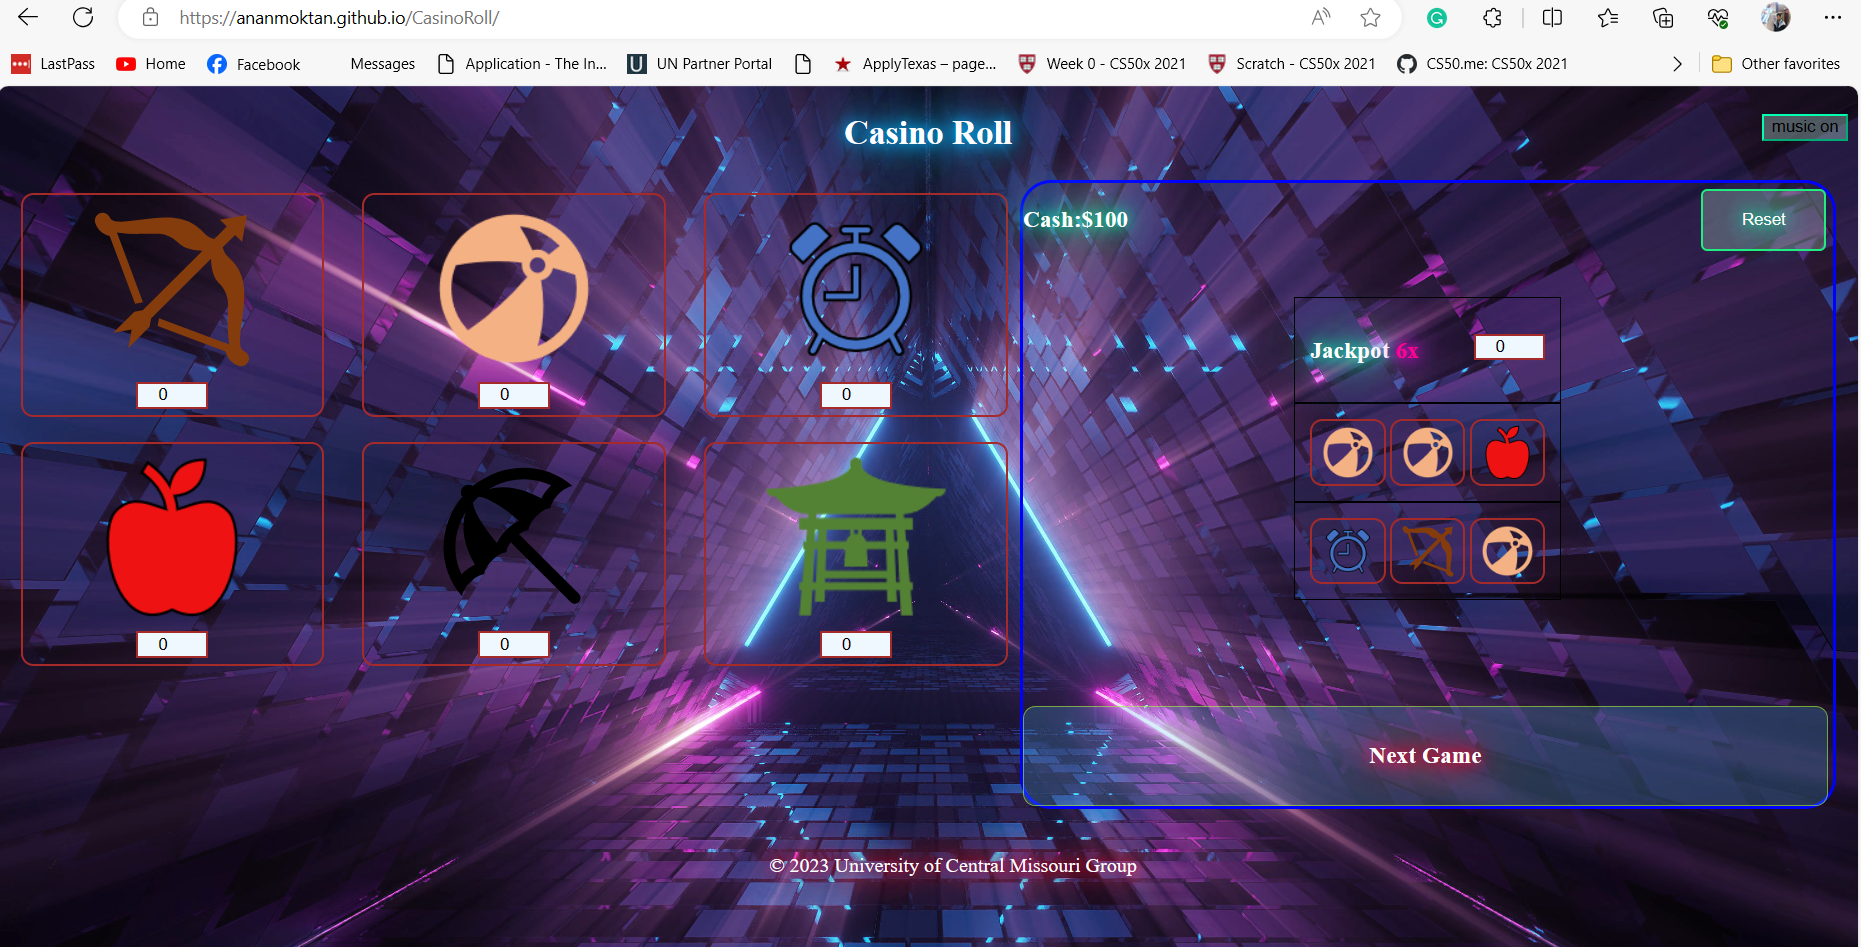 https://ananmoktan.github.io/CasinoRoll/
LastPass Home Facebook Messages Application - The In... UN Partner Portal ApplyTexas – page... Week 0 - CS50x 2021 Scratch - CS50x 2021 CS50.me: CS50x 2021 Other favorites
Casino Roll
music on
Cash:$100
Reset
Jackpot 6x 0
0 0 0
0 0 0
Next Game
© 2023 University of Central Missouri Group